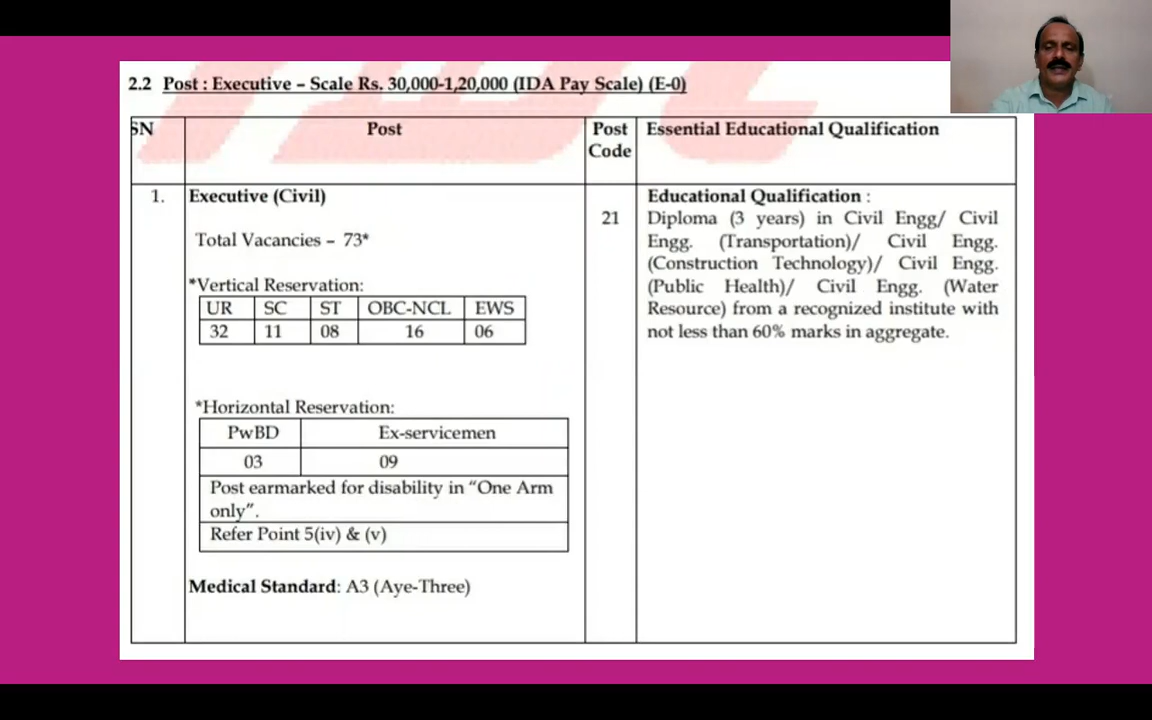 2.2 Post : Executive – Scale Rs. 30,000-1,20,000 (IDA Pay Scale) (E-0)
SN Post Post Code Essential Educational Qualification
1. Executive (Civil)
Total Vacancies – 73*
*Vertical Reservation:
UR SC ST OBC-NCL EWS
32 11 08 16 06
*Horizontal Reservation:
PwBD Ex-servicemen
03 09
Post earmarked for disability in “One Arm
only”.
Refer Point 5(iv) & (v)
Medical Standard: A3 (Aye-Three)
21
Educational Qualification :
Diploma (3 years) in Civil Engg/ Civil
Engg. (Transportation)/ Civil Engg.
(Construction Technology)/ Civil Engg.
(Public Health)/ Civil Engg. (Water
Resource) from a recognized institute with
not less than 60% marks in aggregate.